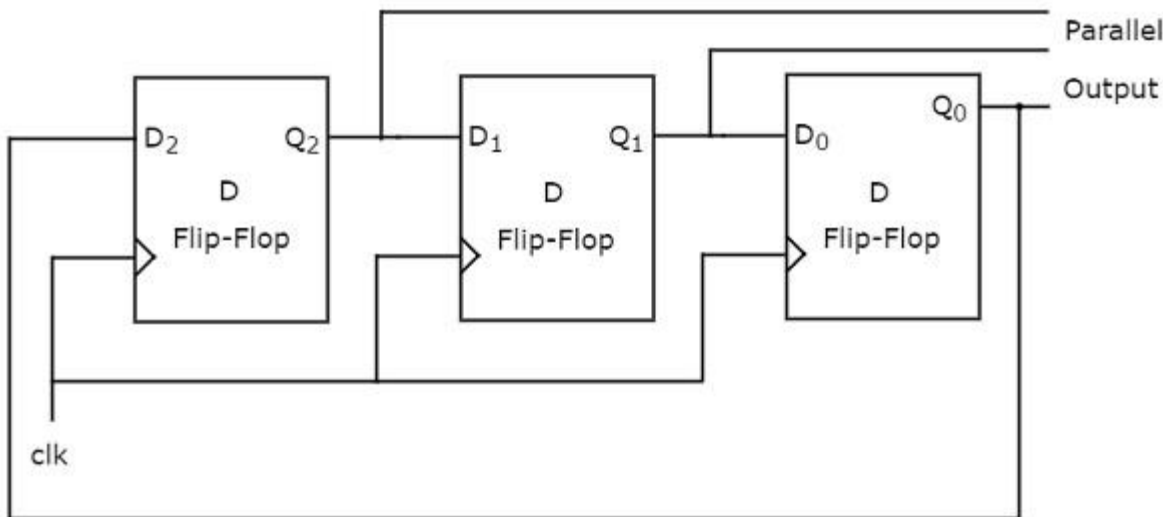 Parallel
Output
D₂ Q₂
D
Flip-Flop
D₁ Q₁
D
Flip-Flop
D₀ Q₀
D
Flip-Flop
clk